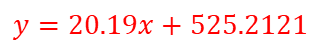 y = 20.19x + 525.2121